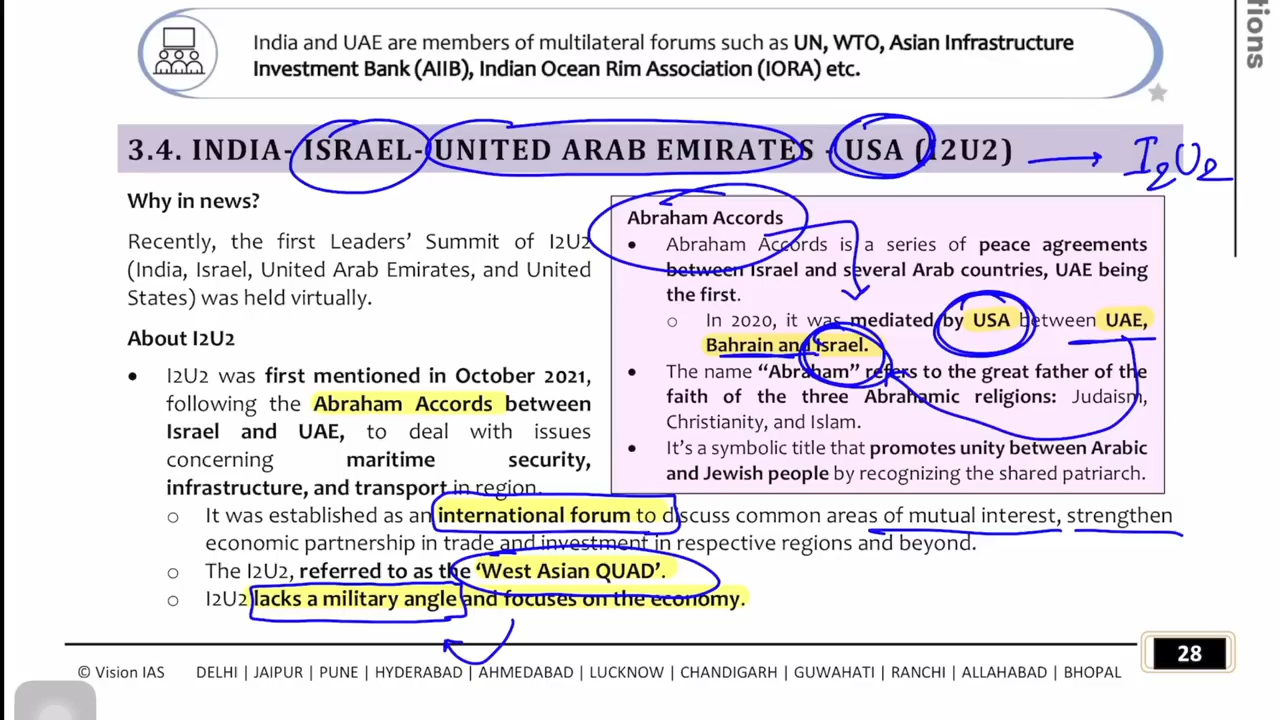 India and UAE are members of multilateral forums such as UN, WTO, Asian Infrastructure
Investment Bank (AIIB), Indian Ocean Rim Association (IORA) etc.
tions
3.4. INDIA- ISRAEL- UNITED ARAB EMIRATES - USA (I2U2)
I2U2
Why in news?
Recently, the first Leaders' Summit of I2U2
(India, Israel, United Arab Emirates, and United
States) was held virtually.
About I2U2
• I2U2 was first mentioned in October 2021,
following the Abraham Accords between
Israel and UAE, to deal with issues
concerning maritime security,
infrastructure, and transport in region.
Abraham Accords
• Abraham Accords is a series of peace agreements
between Israel and several Arab countries, UAE being
the first.
o In 2020, it was mediated by USA between UAE,
Bahrain and Israel.
• The name “Abraham” refers to the great father of the
faith of the three Abrahamic religions: Judaism,
Christianity, and Islam.
• It's a symbolic title that promotes unity between Arabic
and Jewish people by recognizing the shared patriarch.
o It was established as an international forum to discuss common areas of mutual interest, strengthen
economic partnership in trade and investment in respective regions and beyond.
o The I2U2, referred to as the ‘West Asian QUAD’.
o I2U2 lacks a military angle and focuses on the economy.
28
© Vision IAS DELHI | JAIPUR | PUNE | HYDERABAD | AHMEDABAD | LUCKNOW | CHANDIGARH | GUWAHATI | RANCHI | ALLAHABAD | BHOPAL